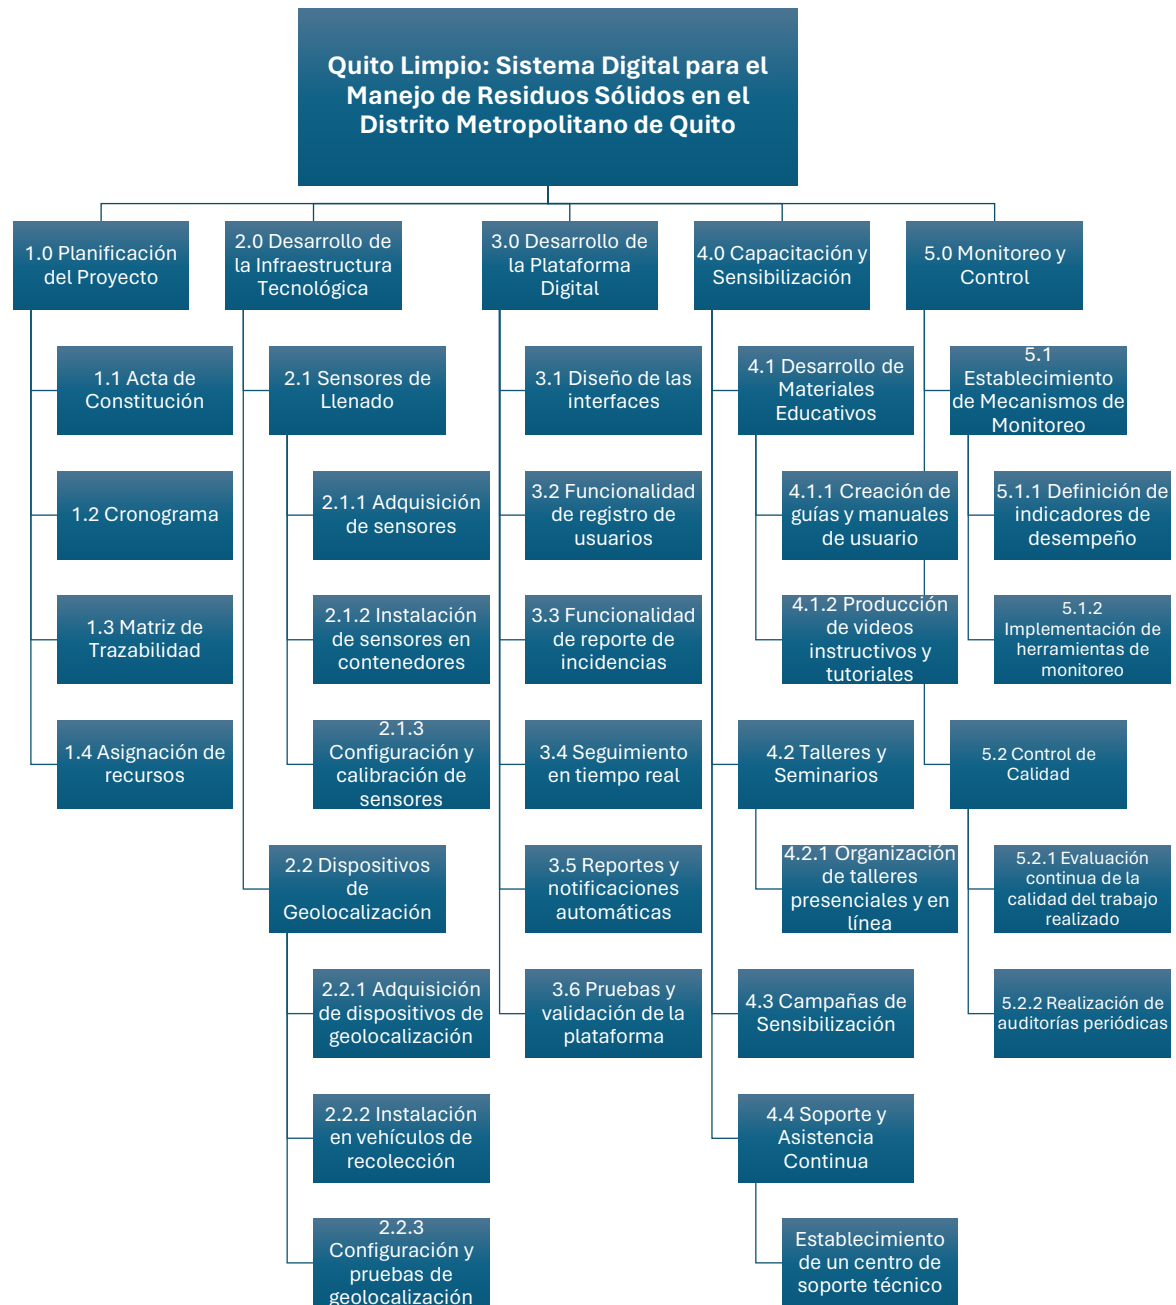 Quito Limpio: Sistema Digital para el
Manejo de Residuos Sólidos en el
Distrito Metropolitano de Quito
1.0 Planificación
del Proyecto
1.1 Acta de
Constitución
1.2 Cronograma
1.3 Matriz de
Trazabilidad
1.4 Asignación de
recursos
2.0 Desarrollo de
la Infraestructura
Tecnológica
2.1 Sensores de
Llenado
2.1.1 Adquisición
de sensores
2.1.2 Instalación
de sensores en
contenedores
2.1.3
Configuración y
calibración de
sensores
2.2 Dispositivos
de
Geolocalización
2.2.1 Adquisición
de dispositivos de
geolocalización
2.2.2 Instalación
en vehículos de
recolección
2.2.3
Configuración y
pruebas de
geolocalización
3.0 Desarrollo de
la Plataforma
Digital
3.1 Diseño de las
interfaces
3.2 Funcionalidad
de registro de
usuarios
3.3 Funcionalidad
de reporte de
incidencias
3.4 Seguimiento
en tiempo real
3.5 Reportes y
notificaciones
automáticas
3.6 Pruebas y
validación de la
plataforma
4.0 Capacitación y
Sensibilización
4.1 Desarrollo de
Materiales
Educativos
4.1.1 Creación de
guías y manuales
de usuario
4.1.2 Producción
de videos
instructivos y
tutoriales
4.2 Talleres y
Seminarios
4.2.1 Organización
de talleres
presenciales y en
línea
4.3 Campañas de
Sensibilización
4.4 Soporte y
Asistencia
Continua
Establecimiento
de un centro de
soporte técnico
5.0 Monitoreo y
Control
5.1
Establecimiento
de Mecanismos de
Monitoreo
5.1.1 Definición de
indicadores de
desempeño
5.1.2
Implementación de
herramientas de
monitoreo
5.2 Control de
Calidad
5.2.1 Evaluación
continua de la
calidad del trabajo
realizado
5.2.2 Realización de
auditorías periódicas